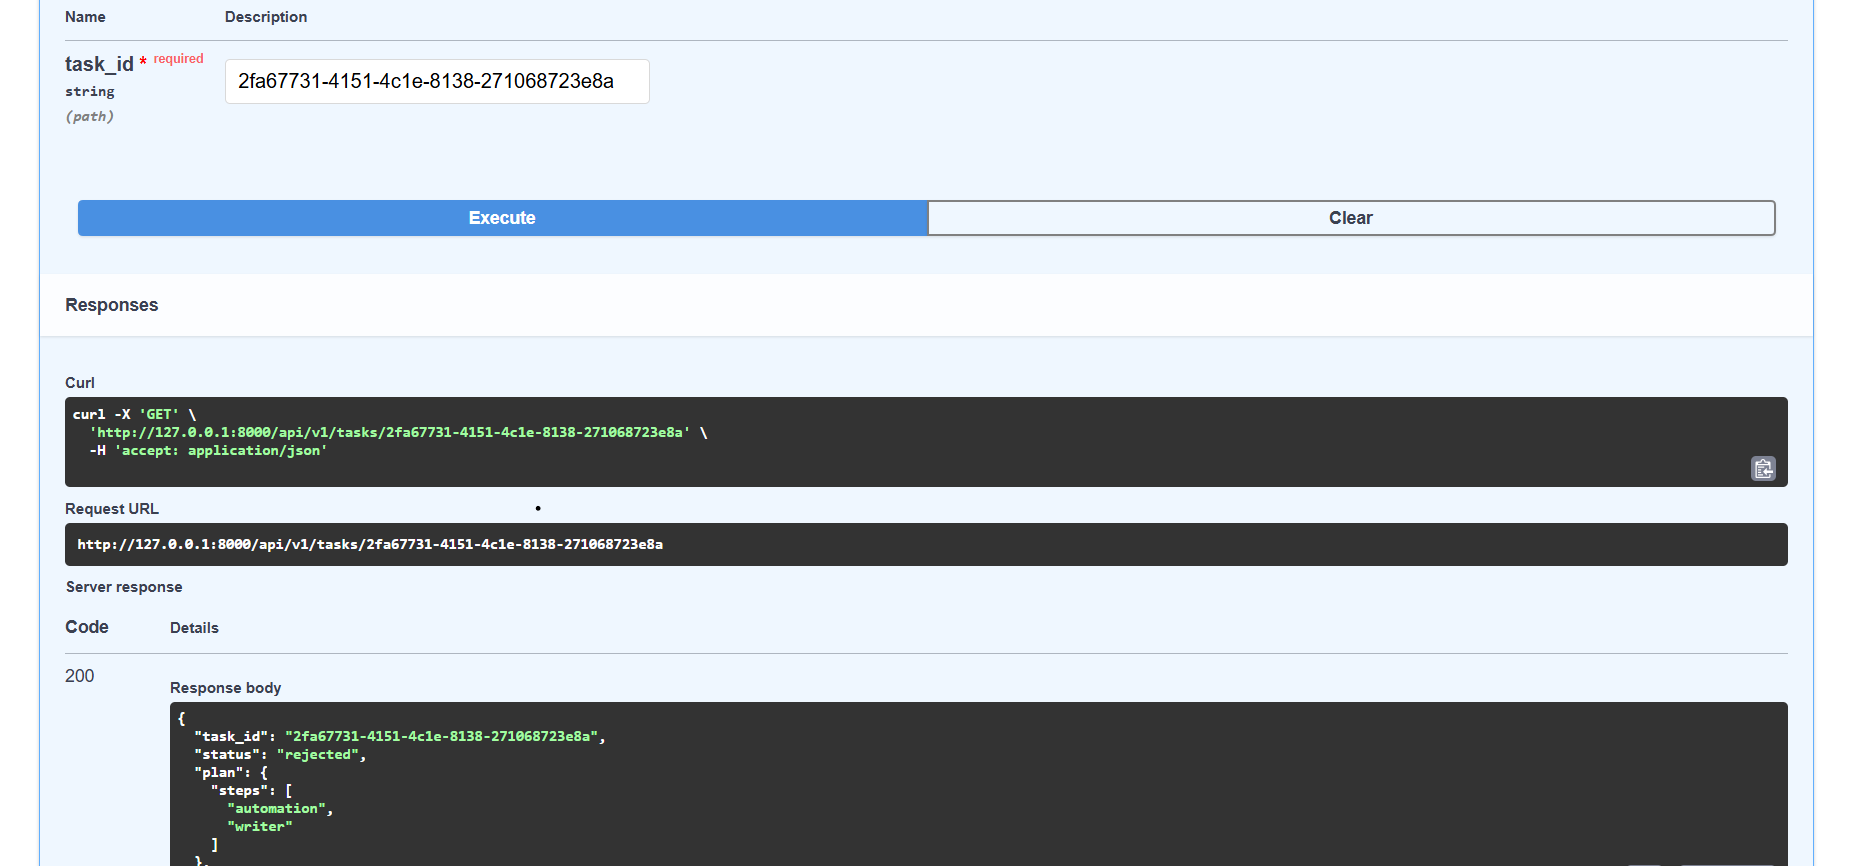 Name Description
task_id * required
string
(path)
2fa67731-4151-4c1e-8138-271068723e8a
Execute Clear
Responses
Curl
curl -X 'GET' \
  'http://127.0.0.1:8000/api/v1/tasks/2fa67731-4151-4c1e-8138-271068723e8a' \
  -H 'accept: application/json'
Request URL
http://127.0.0.1:8000/api/v1/tasks/2fa67731-4151-4c1e-8138-271068723e8a
Server response
Code Details
200
Response body
{
  "task_id": "2fa67731-4151-4c1e-8138-271068723e8a",
  "status": "rejected",
  "plan": {
    "steps": [
      "automation",
      "writer"
    ]
  },